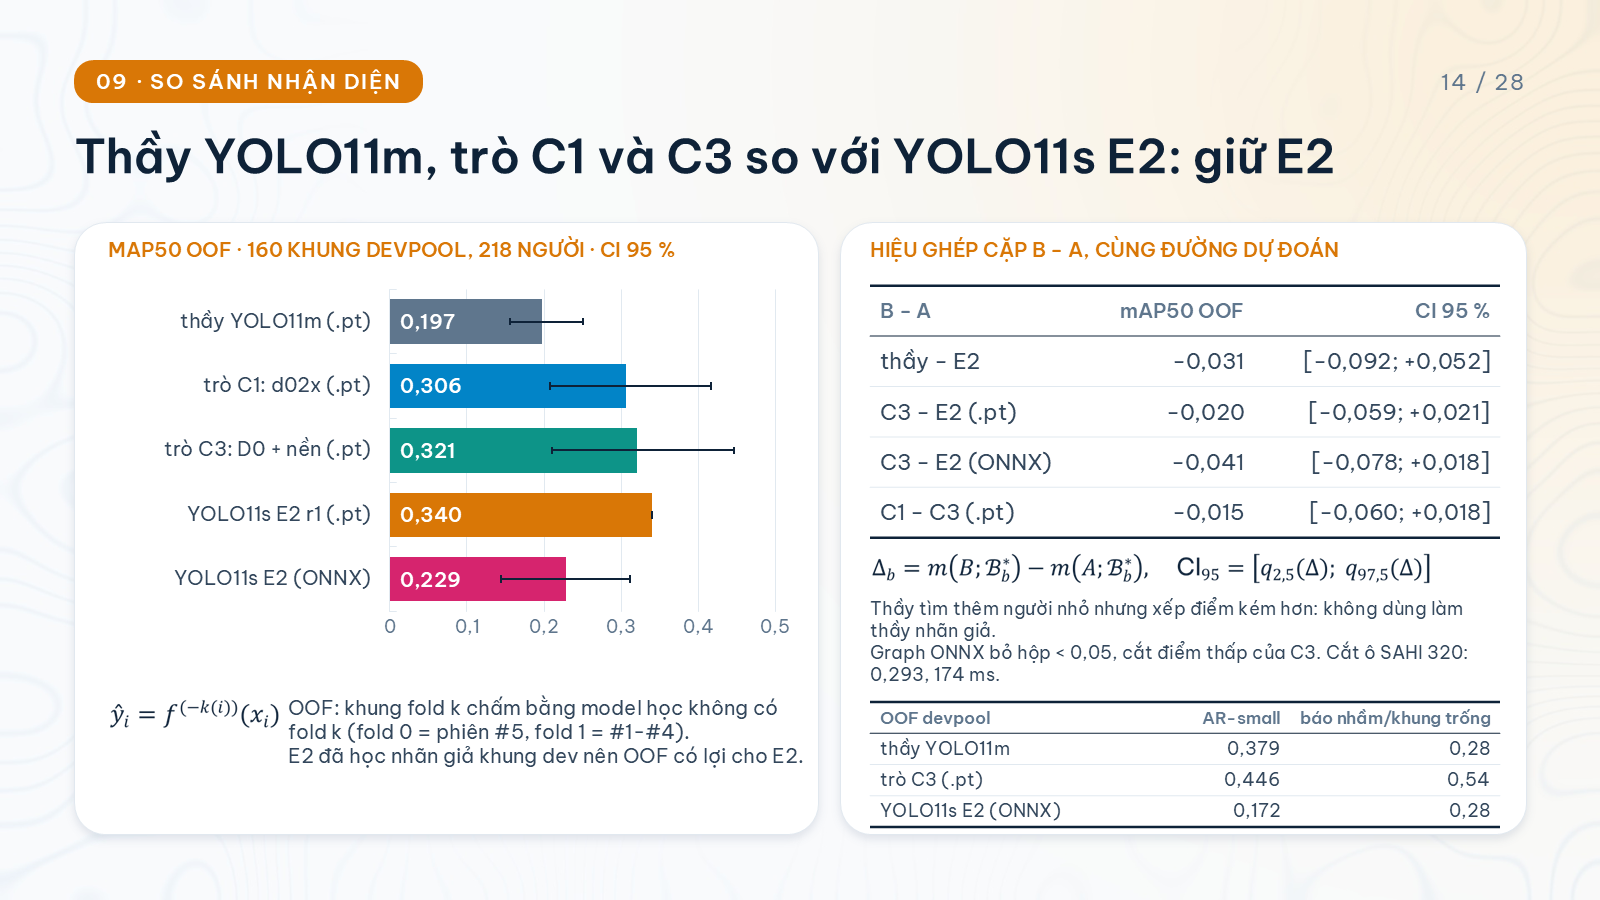 09 · SO SÁNH NHẬN DIỆN
14 / 28
Thầy YOLO11m, trò C1 và C3 so với YOLO11s E2: giữ E2
MAP50 OOF · 160 KHUNG DEVPOOL, 218 NGƯỜI · CI 95 %
thầy YOLO11m (.pt) 0,197
trò C1: d02x (.pt) 0,306
trò C3: D0 + nền (.pt) 0,321
YOLO11s E2 r1 (.pt) 0,340
YOLO11s E2 (ONNX) 0,229
0 0,1 0,2 0,3 0,4 0,5
ŷᵢ = f^(−k(i))(xᵢ)
OOF: khung fold k chấm bằng model học không có
fold k (fold 0 = phiên #5, fold 1 = #1-#4).
E2 đã học nhãn giả khung dev nên OOF có lợi cho E2.
HIỆU GHÉP CẶP B − A, CÙNG ĐƯỜNG DỰ ĐOÁN
B − A mAP50 OOF CI 95 %
thầy − E2 −0,031 [−0,092; +0,052]
C3 − E2 (.pt) −0,020 [−0,059; +0,021]
C3 − E2 (ONNX) −0,041 [−0,078; +0,018]
C1 − C3 (.pt) −0,015 [−0,060; +0,018]
Δ_b = m(B; ℬ*_b) − m(A; ℬ*_b), CI₉₅ = [q₂,₅(Δ); q₉₇,₅(Δ)]
Thầy tìm thêm người nhỏ nhưng xếp điểm kém hơn: không dùng làm
thầy nhãn giả.
Graph ONNX bỏ hộp < 0,05, cắt điểm thấp của C3. Cắt ô SAHI 320:
0,293, 174 ms.
OOF devpool AR-small báo nhầm/khung trống
thầy YOLO11m 0,379 0,28
trò C3 (.pt) 0,446 0,54
YOLO11s E2 (ONNX) 0,172 0,28